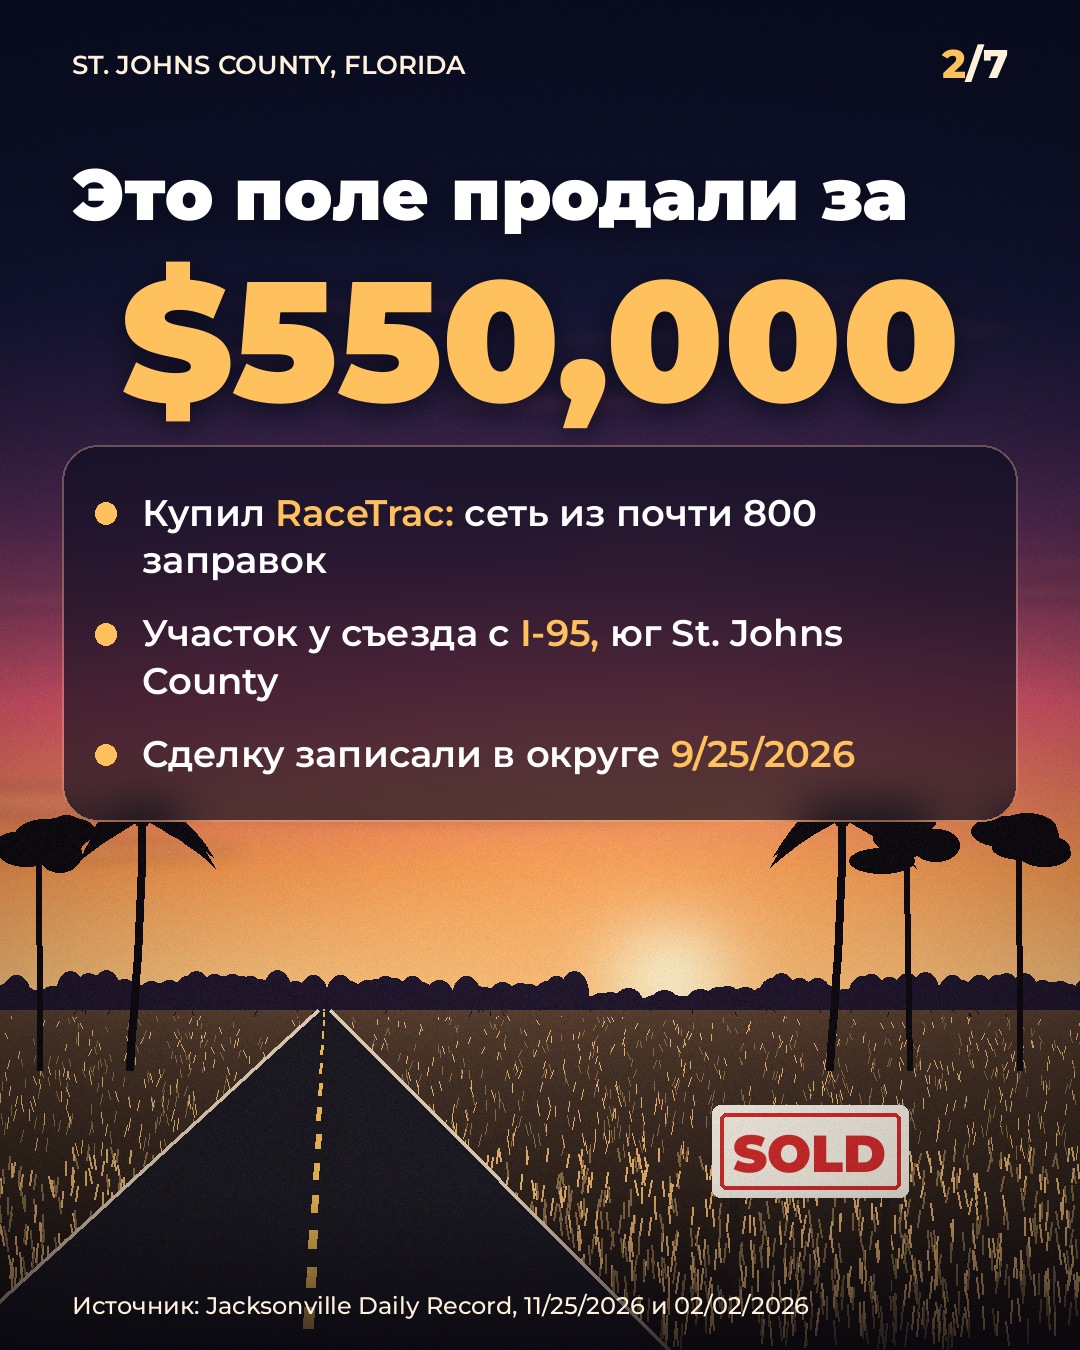 ST. JOHNS COUNTY, FLORIDA
2/7
Это поле продали за
$550,000
Купил RaceTrac: сеть из почти 800
заправок
Участок у съезда с I-95, юг St. Johns
County
Сделку записали в округе 9/25/2026
SOLD
Источник: Jacksonville Daily Record, 11/25/2026 и 02/02/2026